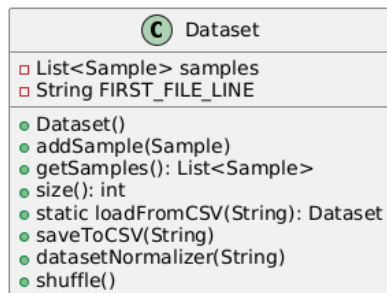 C Dataset
List<Sample> samples
String FIRST_FILE_LINE
Dataset()
addSample(Sample)
getSamples(): List<Sample>
size(): int
static loadFromCSV(String): Dataset
saveToCSV(String)
datasetNormalizer(String)
shuffle()